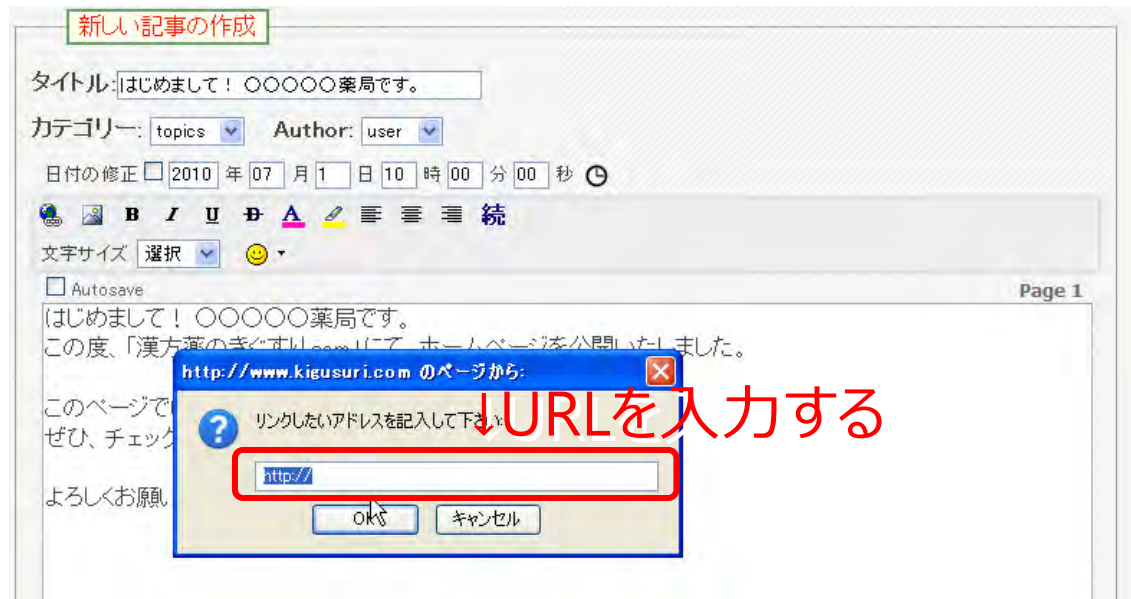 新しい記事の作成
タイトル: はじめまして！ ○○○○○薬局です。
カテゴリー: topics Author: user
日付の修正 2010 年 07 月 1 日 10 時 00 分 00 秒
B I U D A 続
文字サイズ 選択
Autosave Page 1
はじめまして！ ○○○○○薬局です。
この度、「漢方薬のきぐすり.com」にて、ホームページを公開いたしました。
http://www.kigusuri.com のページから:
このページで
リンクしたいアドレスを記入して下さい:
↓URLを入力する
ぜひ、チェック
http://
よろしくお願い
OK キャンセル